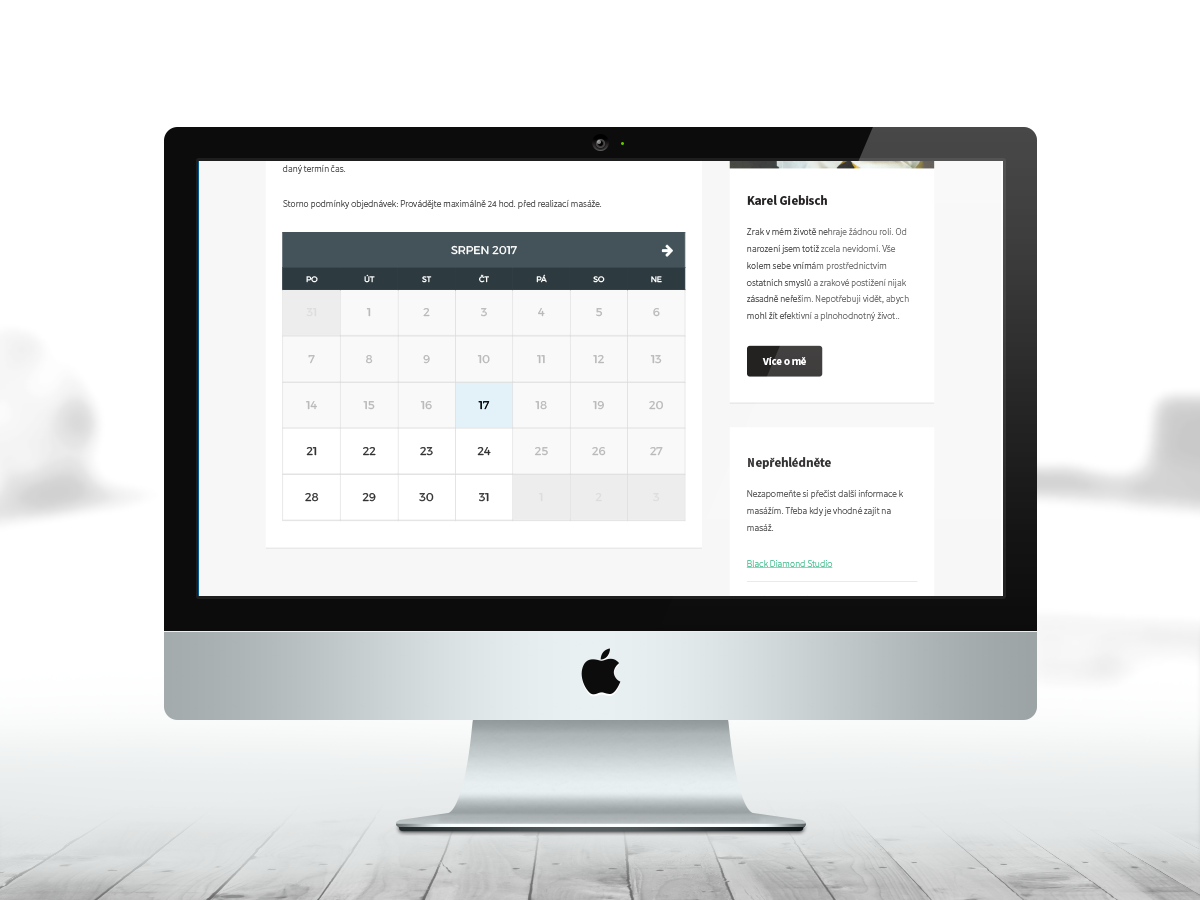 daný termín čas.
Storno podmínky objednávek: Provádějte maximálně 24 hod. před realizací masáže.
SRPEN 2017
PO ÚT ST ČT PÁ SO NE
31 1 2 3 4 5 6
7 8 9 10 11 12 13
14 15 16 17 18 19 20
21 22 23 24 25 26 27
28 29 30 31 1 2 3
Karel Giebisch
Zrak v mém životě nehraje žádnou roli. Od
narození jsem totiž zcela nevidomí. Vše
kolem sebe vnímám prostřednictvím
ostatních smyslů a zrakové postižení nijak
zásadně neřeším. Nepotřebuji vidět, abych
mohl žít efektivní a plnohodnotný život..
Více o mě
Nepřehlédněte
Nezapomeňte si přečíst další informace k
masážím. Třeba kdy je vhodné zajít na
masáž.
Black Diamond Studio